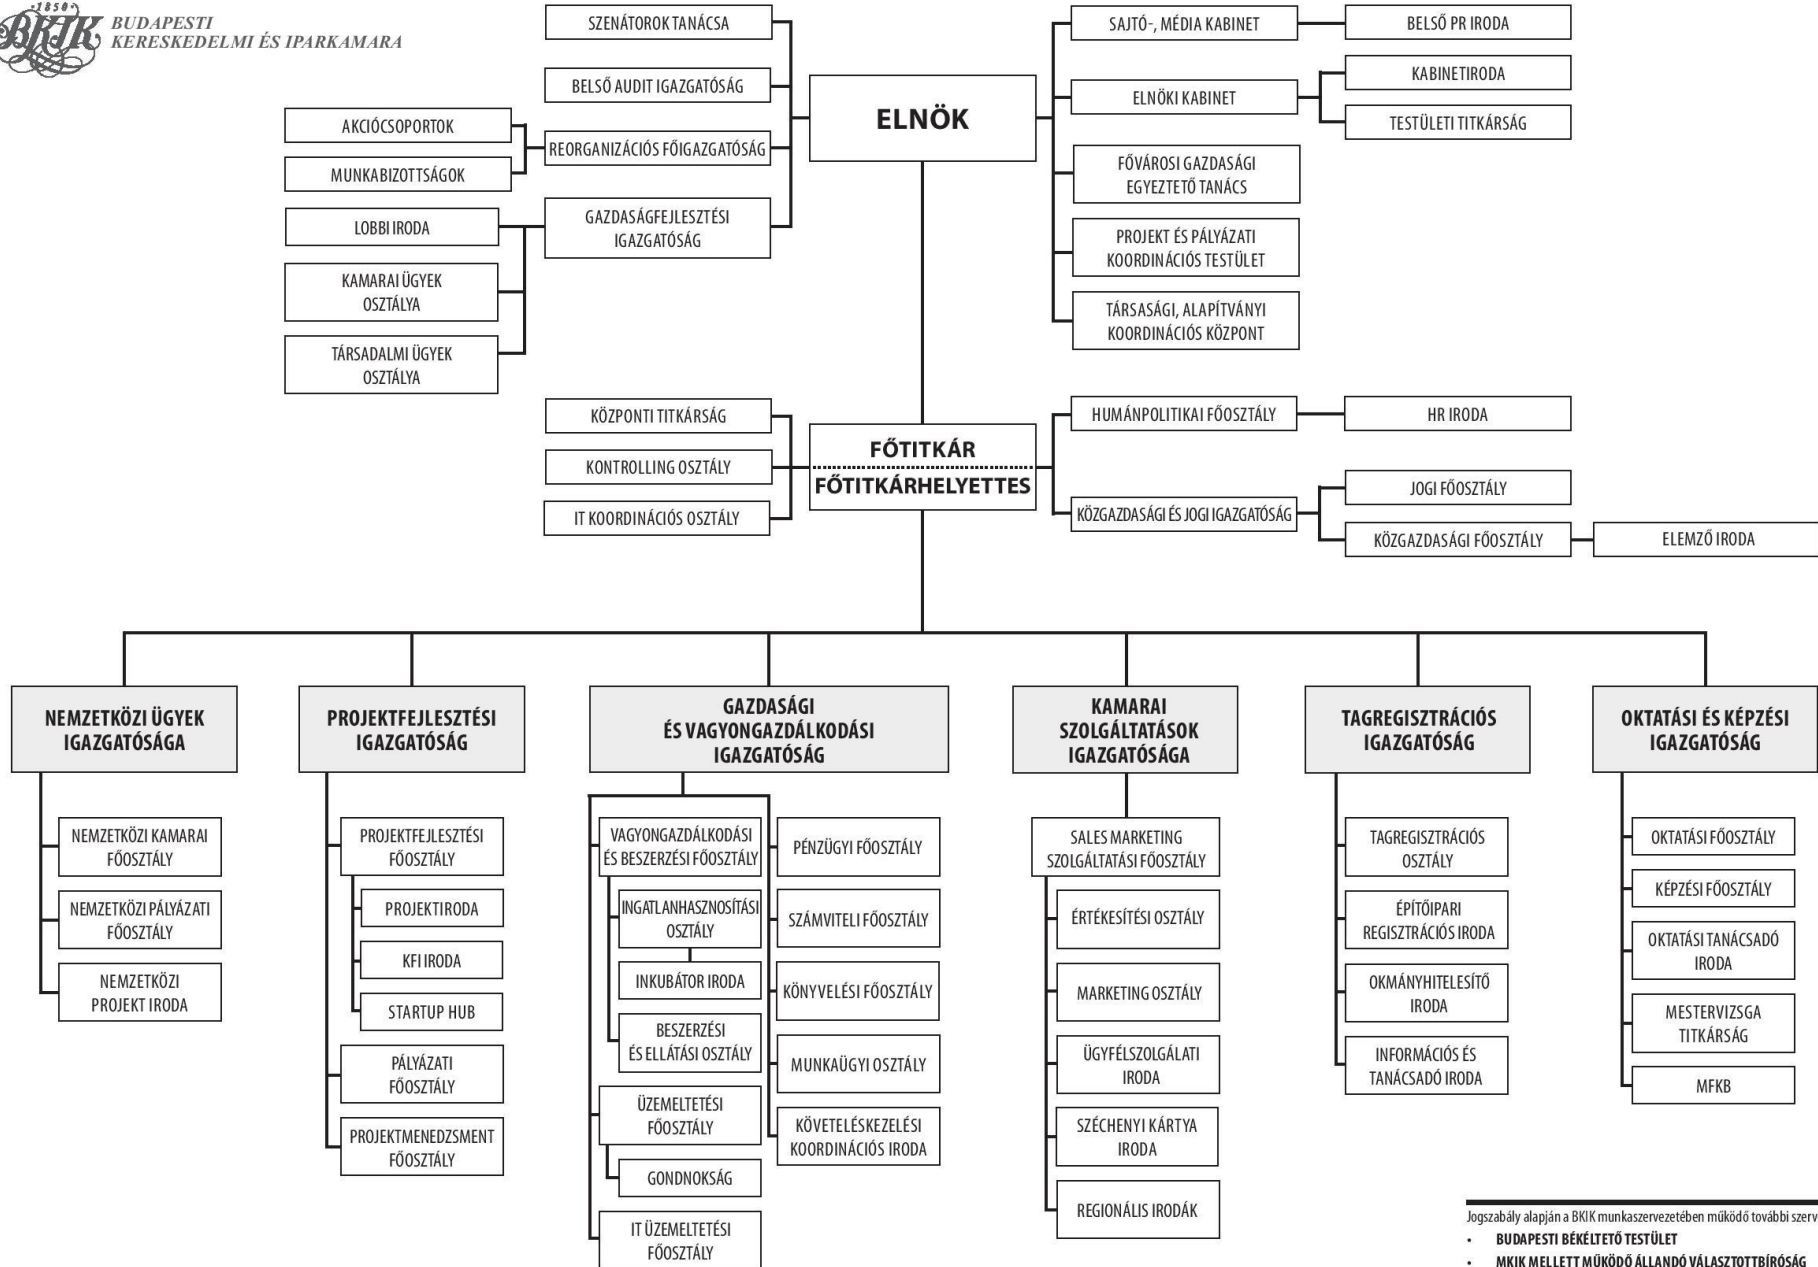 ·1850·
BKIK
BUDAPESTI
KERESKEDELMI ÉS IPARKAMARA
SZENÁTOROK TANÁCSA
BELSŐ AUDIT IGAZGATÓSÁG
REORGANIZÁCIÓS FŐIGAZGATÓSÁG
AKCIÓCSOPORTOK
MUNKABIZOTTSÁGOK
GAZDASÁGFEJLESZTÉSI
IGAZGATÓSÁG
LOBBI IRODA
KAMARAI ÜGYEK
OSZTÁLYA
TÁRSADALMI ÜGYEK
OSZTÁLYA
ELNÖK
SAJTÓ-, MÉDIA KABINET
BELSŐ PR IRODA
ELNÖKI KABINET
KABINETIRODA
TESTÜLETI TITKÁRSÁG
FŐVÁROSI GAZDASÁGI
EGYEZTETŐ TANÁCS
PROJEKT ÉS PÁLYÁZATI
KOORDINÁCIÓS TESTÜLET
TÁRSASÁGI, ALAPÍTVÁNYI
KOORDINÁCIÓS KÖZPONT
KÖZPONTI TITKÁRSÁG
KONTROLLING OSZTÁLY
IT KOORDINÁCIÓS OSZTÁLY
FŐTITKÁR
FŐTITKÁRHELYETTES
HUMÁNPOLITIKAI FŐOSZTÁLY
HR IRODA
KÖZGAZDASÁGI ÉS JOGI IGAZGATÓSÁG
JOGI FŐOSZTÁLY
KÖZGAZDASÁGI FŐOSZTÁLY
ELEMZŐ IRODA
NEMZETKÖZI ÜGYEK
IGAZGATÓSÁGA
NEMZETKÖZI KAMARAI
FŐOSZTÁLY
NEMZETKÖZI PÁLYÁZATI
FŐOSZTÁLY
NEMZETKÖZI
PROJEKT IRODA
PROJEKTFEJLESZTÉSI
IGAZGATÓSÁG
PROJEKTFEJLESZTÉSI
FŐOSZTÁLY
PROJEKTIRODA
KFI IRODA
STARTUP HUB
PÁLYÁZATI
FŐOSZTÁLY
PROJEKTMENEDZSMENT
FŐOSZTÁLY
GAZDASÁGI
ÉS VAGYONGAZDÁLKODÁSI
IGAZGATÓSÁG
VAGYONGAZDÁLKODÁSI
ÉS BESZERZÉSI FŐOSZTÁLY
INGATLANHASZNOSÍTÁSI
OSZTÁLY
INKUBÁTOR IRODA
BESZERZÉSI
ÉS ELLÁTÁSI OSZTÁLY
ÜZEMELTETÉSI
FŐOSZTÁLY
GONDNOKSÁG
IT ÜZEMELTETÉSI
FŐOSZTÁLY
PÉNZÜGYI FŐOSZTÁLY
SZÁMVITELI FŐOSZTÁLY
KÖNYVELÉSI FŐOSZTÁLY
MUNKAÜGYI OSZTÁLY
KÖVETELÉSKEZELÉSI
KOORDINÁCIÓS IRODA
KAMARAI
SZOLGÁLTATÁSOK
IGAZGATÓSÁGA
SALES MARKETING
SZOLGÁLTATÁSI FŐOSZTÁLY
ÉRTÉKESÍTÉSI OSZTÁLY
MARKETING OSZTÁLY
ÜGYFÉLSZOLGÁLATI
IRODA
SZÉCHENYI KÁRTYA
IRODA
REGIONÁLIS IRODÁK
TAGREGISZTRÁCIÓS
IGAZGATÓSÁG
TAGREGISZTRÁCIÓS
OSZTÁLY
ÉPÍTŐIPARI
REGISZTRÁCIÓS IRODA
OKMÁNYHITELESÍTŐ
IRODA
INFORMÁCIÓS ÉS
TANÁCSADÓ IRODA
OKTATÁSI ÉS KÉPZÉSI
IGAZGATÓSÁG
OKTATÁSI FŐOSZTÁLY
KÉPZÉSI FŐOSZTÁLY
OKTATÁSI TANÁCSADÓ
IRODA
MESTERVIZSGA
TITKÁRSÁG
MFKB
Jogszabály alapján a BKIK munkaszervezetében működő további szerv
• BUDAPESTI BÉKÉLTETŐ TESTÜLET
• MKIK MELLETT MŰKÖDŐ ÁLLANDÓ VÁLASZTOTTBÍRÓSÁG